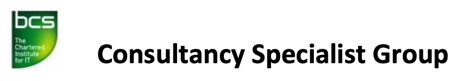 bcs
The
Chartered
Institute
for IT
Consultancy Specialist Group